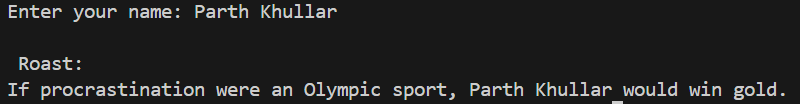 Enter your name: Parth Khullar
Roast:
If procrastination were an Olympic sport, Parth Khullar would win gold.